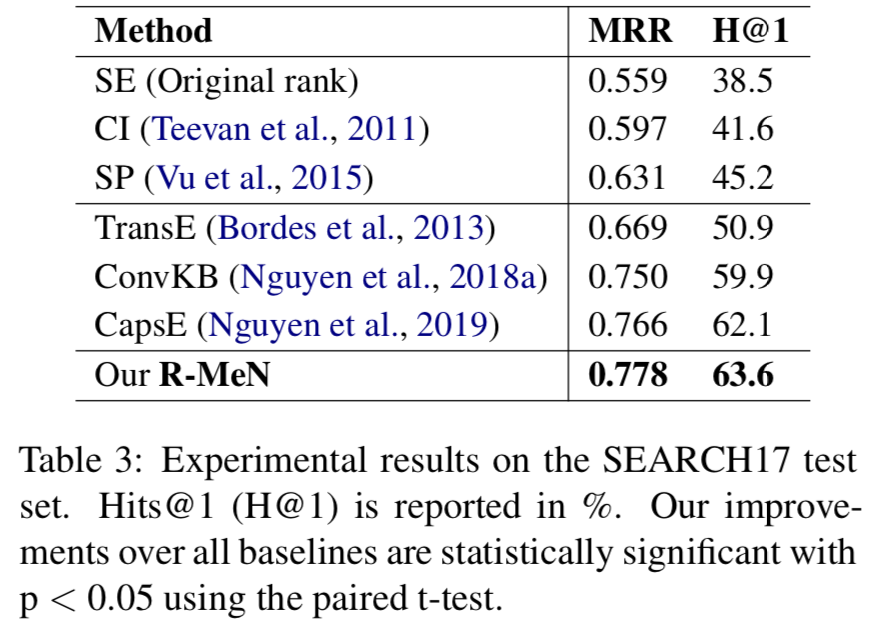 Method MRR H@1
SE (Original rank) 0.559 38.5
CI (Teevan et al., 2011) 0.597 41.6
SP (Vu et al., 2015) 0.631 45.2
TransE (Bordes et al., 2013) 0.669 50.9
ConvKB (Nguyen et al., 2018a) 0.750 59.9
CapsE (Nguyen et al., 2019) 0.766 62.1
Our R-MeN 0.778 63.6
Table 3: Experimental results on the SEARCH17 test
set. Hits@1 (H@1) is reported in %. Our improve-
ments over all baselines are statistically significant with
p < 0.05 using the paired t-test.